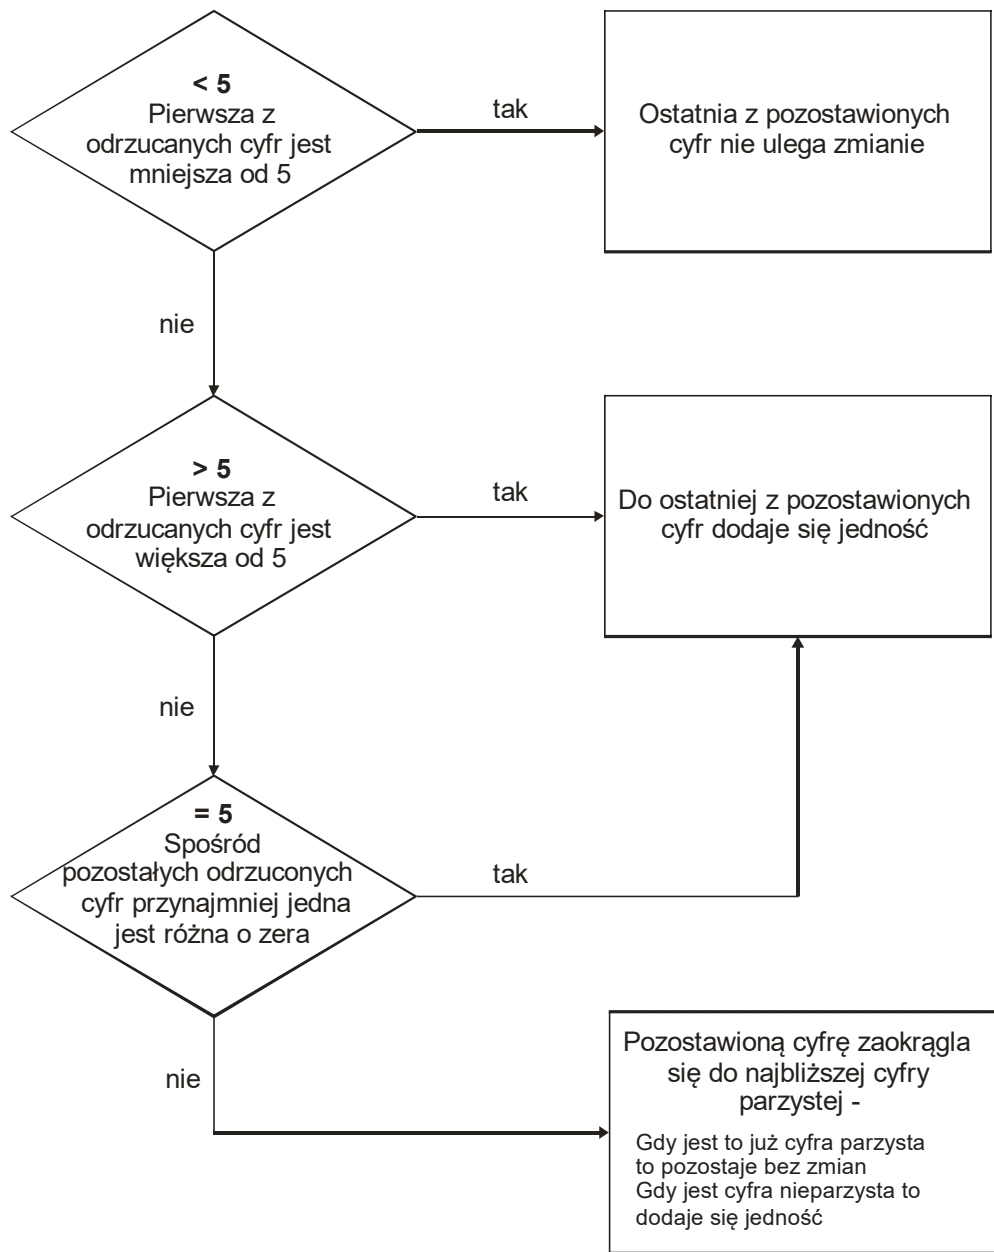 < 5
Pierwsza z
odrzucanych cyfr jest
mniejsza od 5
tak
Ostatnia z pozostawionych
cyfr nie ulega zmianie
nie
> 5
Pierwsza z
odrzucanych cyfr jest
większa od 5
tak
Do ostatniej z pozostawionych
cyfr dodaje się jedność
nie
= 5
Spośród
pozostałych odrzuconych
cyfr przynajmniej jedna
jest różna o zera
tak
nie
Pozostawioną cyfrę zaokrągla
się do najbliższej cyfry
parzystej -
Gdy jest to już cyfra parzysta
to pozostaje bez zmian
Gdy jest cyfra nieparzysta to
dodaje się jedność